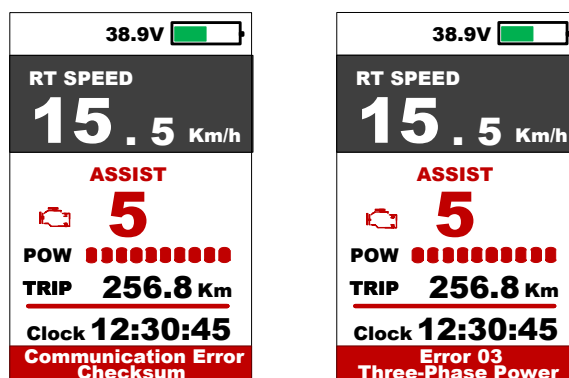 38.9V
RT SPEED
15.5 Km/h
ASSIST
5
POW
TRIP 256.8 Km
Clock 12:30:45
Communication Error
Checksum
38.9V
RT SPEED
15.5 Km/h
ASSIST
5
POW
TRIP 256.8 Km
Clock 12:30:45
Error 03
Three-Phase Power